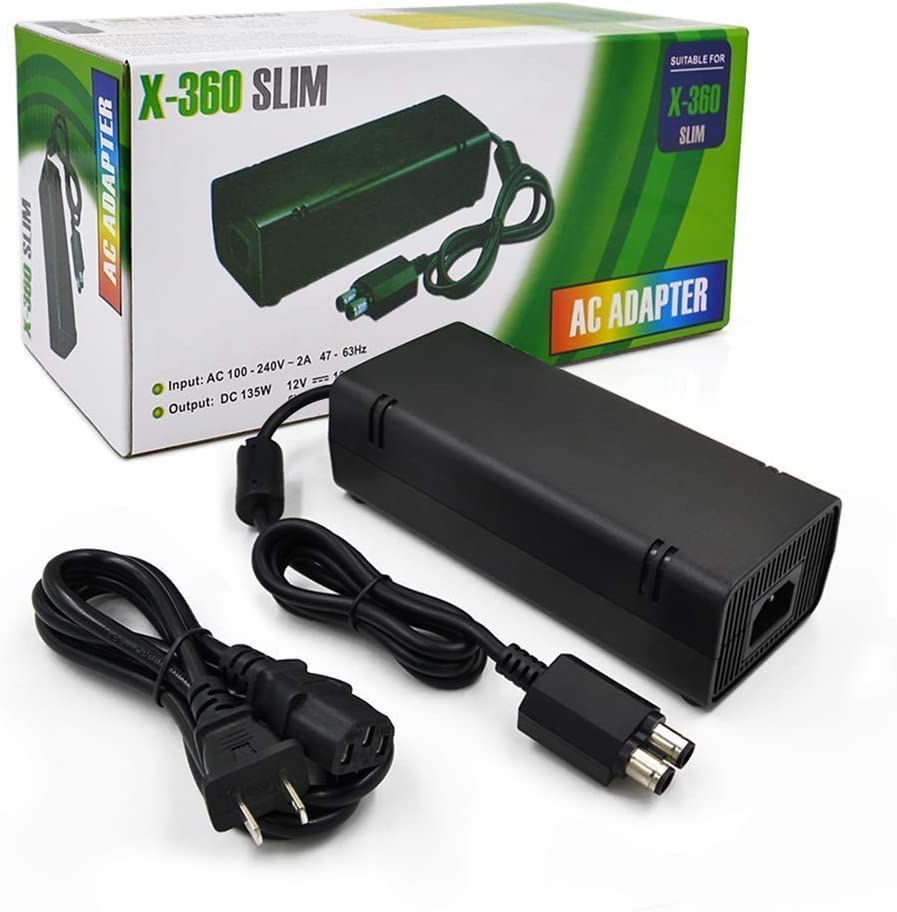 X-360 SLIM
SUITABLE FOR
X-360
SLIM
AC ADAPTER
Input: AC 100 - 240V ~ 2A 47 - 63Hz
Output: DC 135W 12V
X-360 SLIM
AC ADAPTER